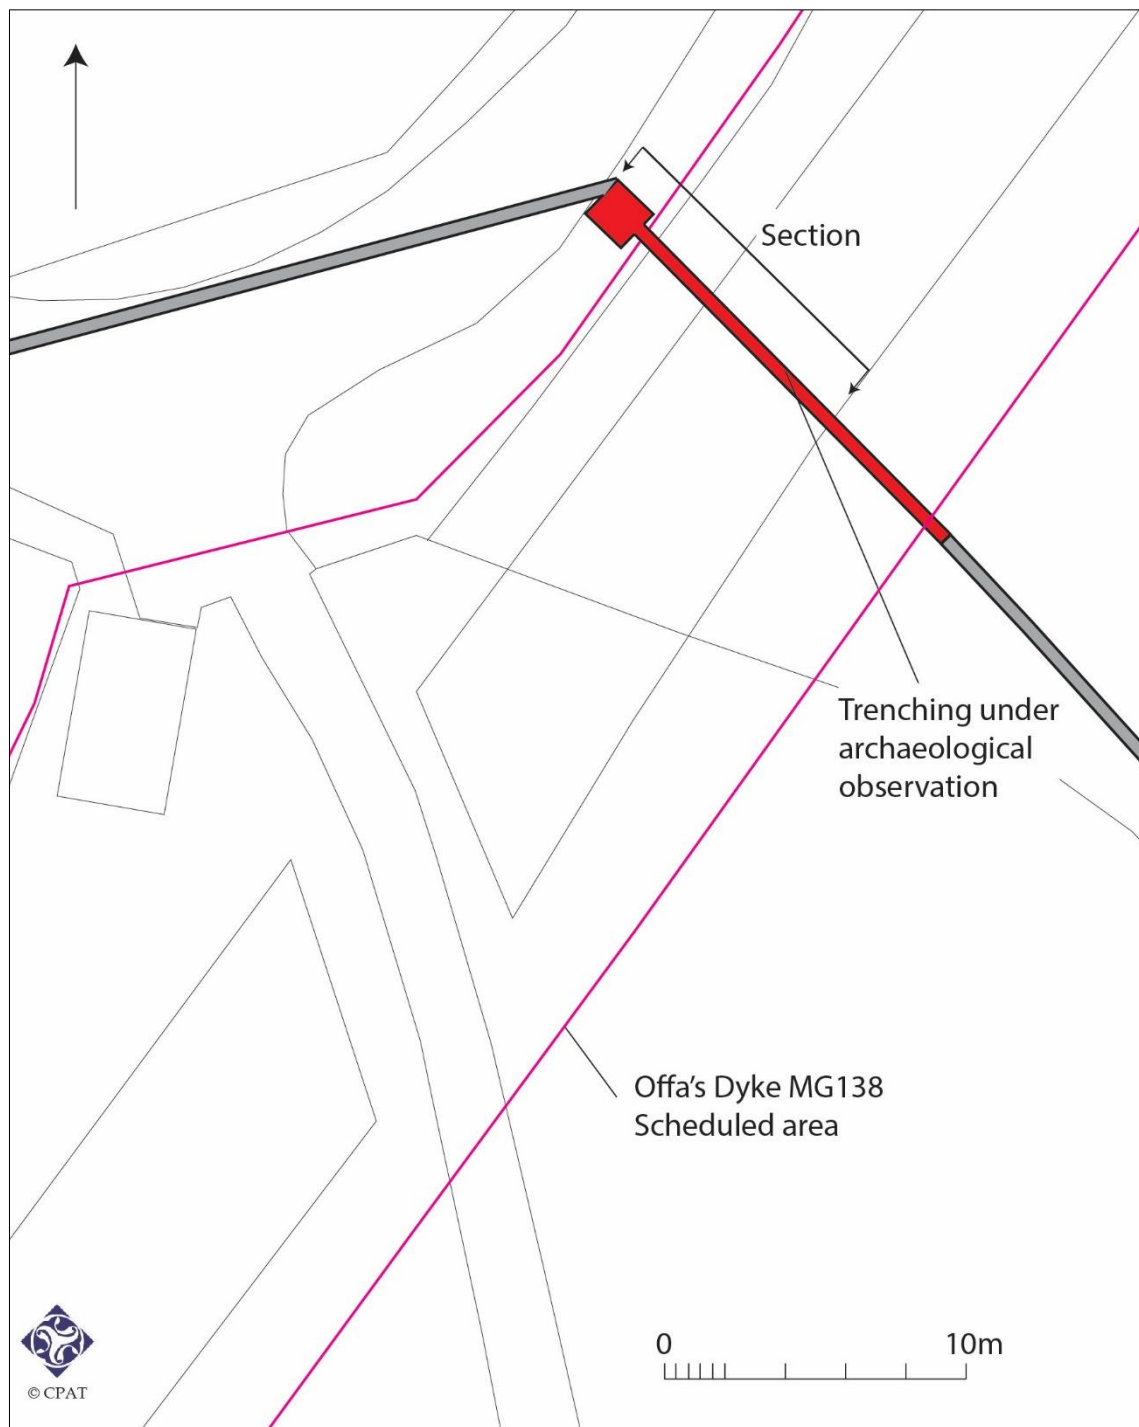 Section
Trenching under
archaeological
observation
Offa's Dyke MG138
Scheduled area
0 10m
© CPAT